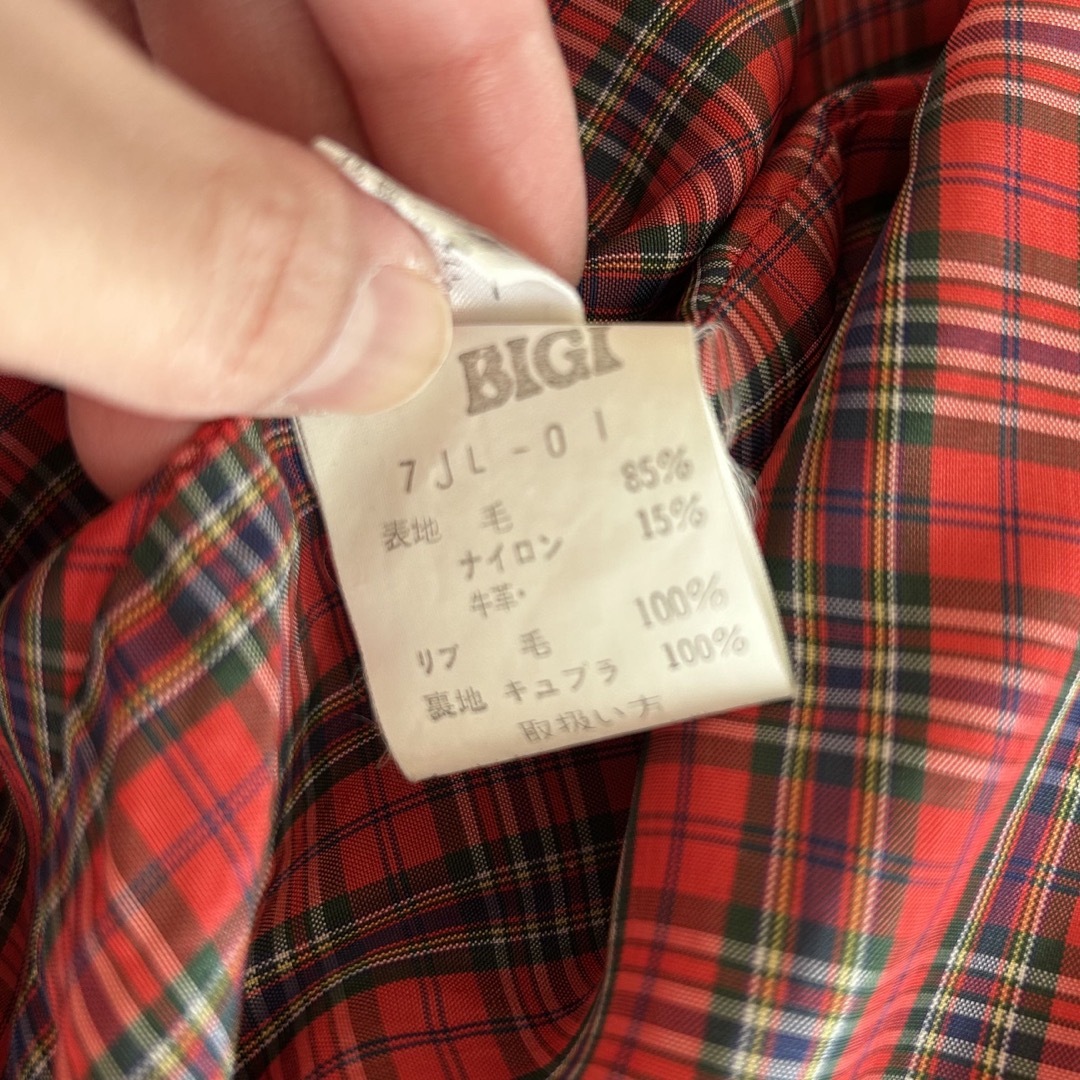 BIGI
7JL-01
表地 毛 85%
ナイロン 15%
牛革
リブ 毛 100%
裏地 キュプラ 100%
取扱い方